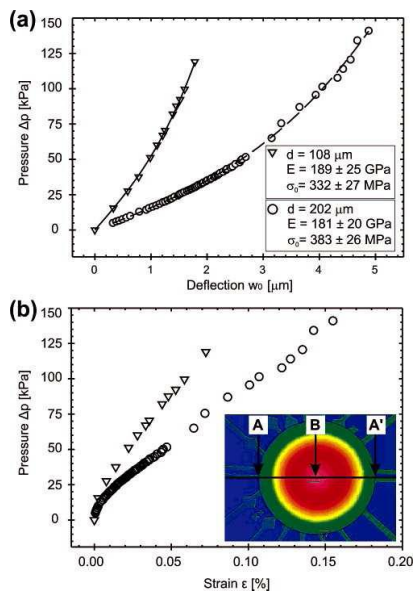 (a)
150
125
100
75
50
25
0
Pressure Δp [kPa]
d = 108 μm
E = 189 ± 25 GPa
σ₀= 332 ± 27 MPa
d = 202 μm
E = 181 ± 20 GPa
σ₀= 383 ± 26 MPa
0 1 2 3 4 5
Deflection w₀ [μm]
(b)
150
125
100
75
50
25
0
Pressure Δp [kPa]
A B A'
0.00 0.05 0.10 0.15 0.20
Strain ε [%]